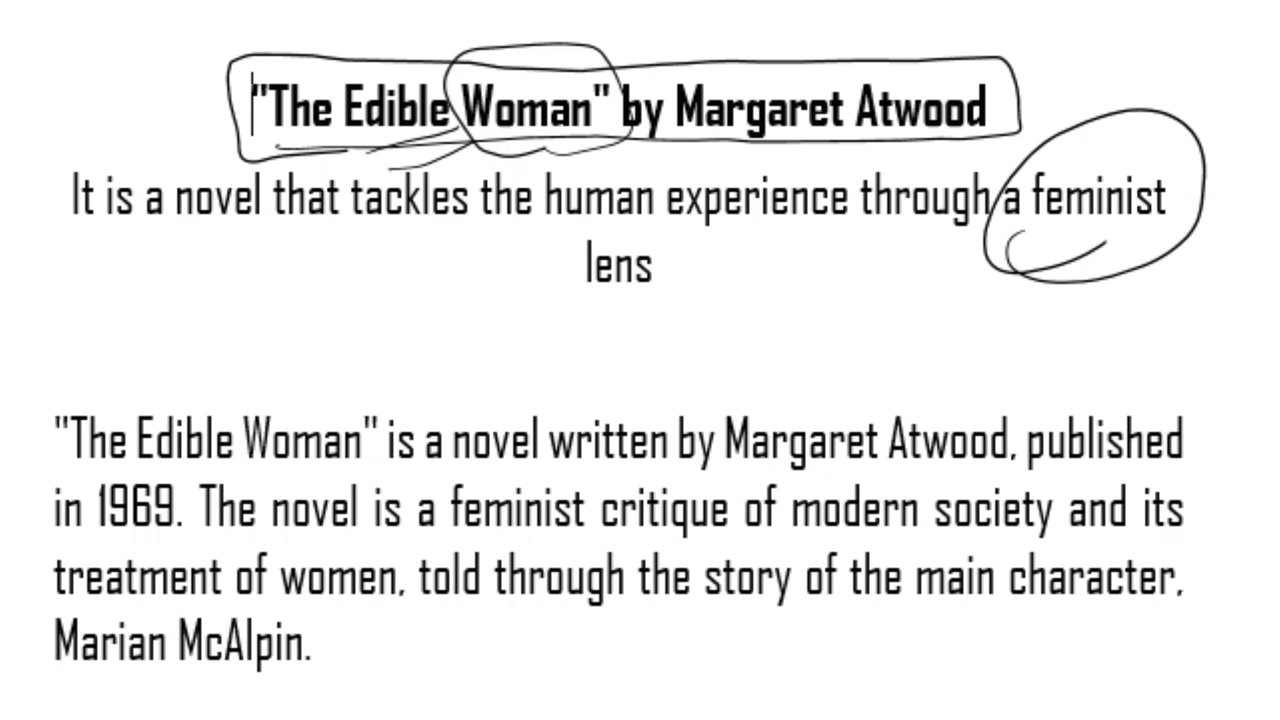 "The Edible Woman" by Margaret Atwood
It is a novel that tackles the human experience through a feminist
lens
"The Edible Woman" is a novel written by Margaret Atwood, published
in 1969. The novel is a feminist critique of modern society and its
treatment of women, told through the story of the main character,
Marian McAlpin.